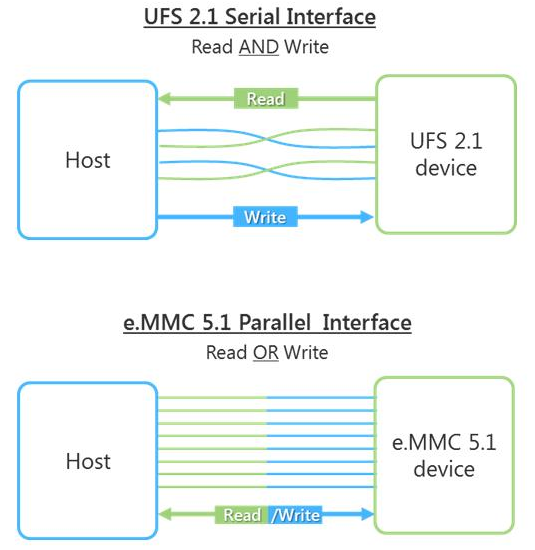 UFS 2.1 Serial Interface
Read AND Write
Read
Host
UFS 2.1
device
Write
e.MMC 5.1 Parallel Interface
Read OR Write
Host
e.MMC 5.1
device
Read /Write